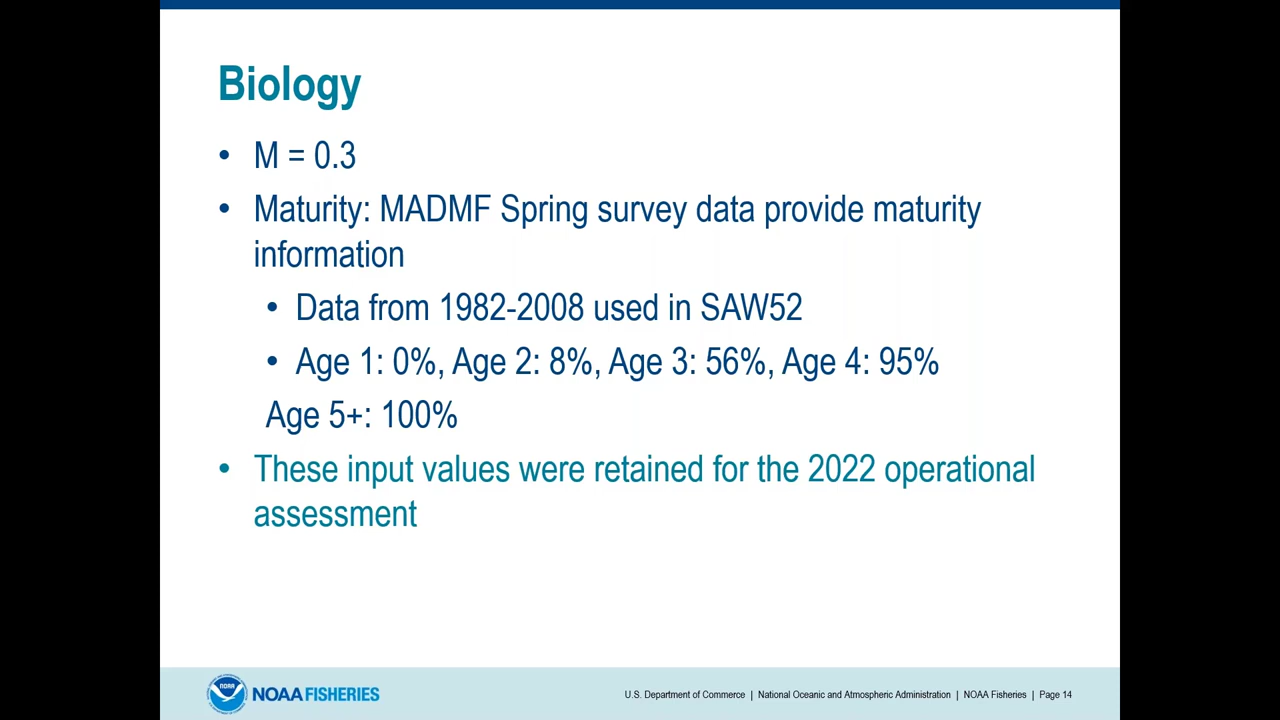 Biology
• M = 0.3
• Maturity: MADMF Spring survey data provide maturity
information
• Data from 1982-2008 used in SAW52
• Age 1: 0%, Age 2: 8%, Age 3: 56%, Age 4: 95%
Age 5+: 100%
• These input values were retained for the 2022 operational
assessment
NOAA
NOAA FISHERIES
U.S. Department of Commerce | National Oceanic and Atmospheric Administration | NOAA Fisheries | Page 14